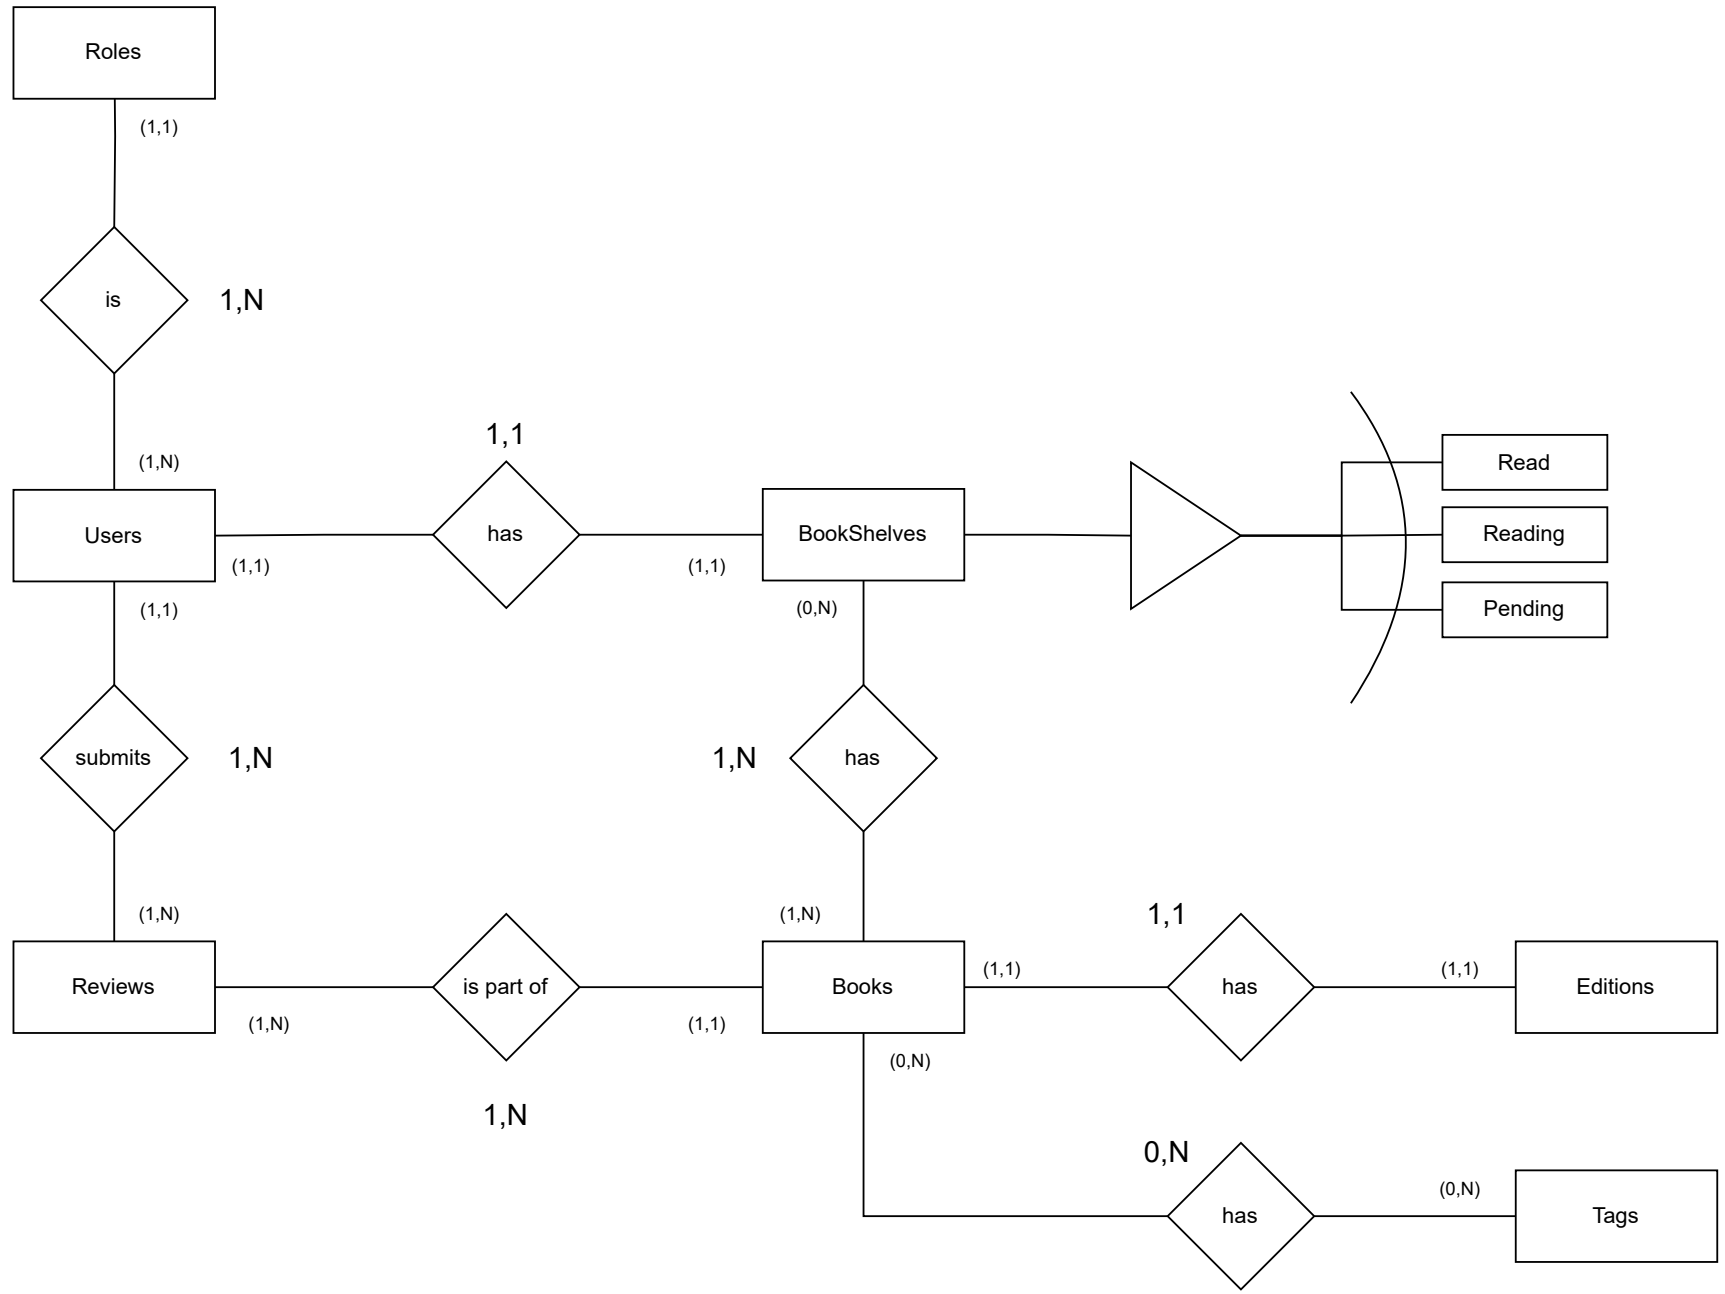 Roles
(1,1)
is
1,N
(1,N)
Users
(1,1)
1,1
has
(1,1)
BookShelves
Read
Reading
Pending
(1,1)
(0,N)
submits
1,N
1,N
has
(1,N)
(1,N)
Reviews
(1,N)
is part of
(1,1)
1,N
Books
(1,1)
1,1
has
(1,1)
Editions
(0,N)
0,N
has
(0,N)
Tags